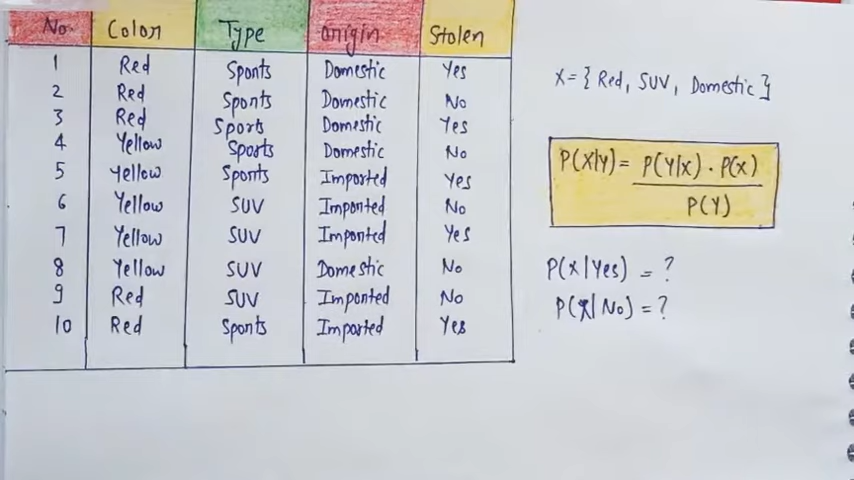 No. Color Type Origin Stolen
1 Red Sports Domestic Yes
2 Red Sports Domestic No
3 Red Sports Domestic Yes
4 Yellow Sports Domestic No
5 Yellow Sports Imported Yes
6 Yellow SUV Imported No
7 Yellow SUV Imported Yes
8 Yellow SUV Domestic No
9 Red SUV Imported No
10 Red Sports Imported Yes
X = { Red, SUV, Domestic }
P(X|Y) = P(Y|X) . P(X)
P(Y)
P(X|Yes) = ?
P(X|No) = ?